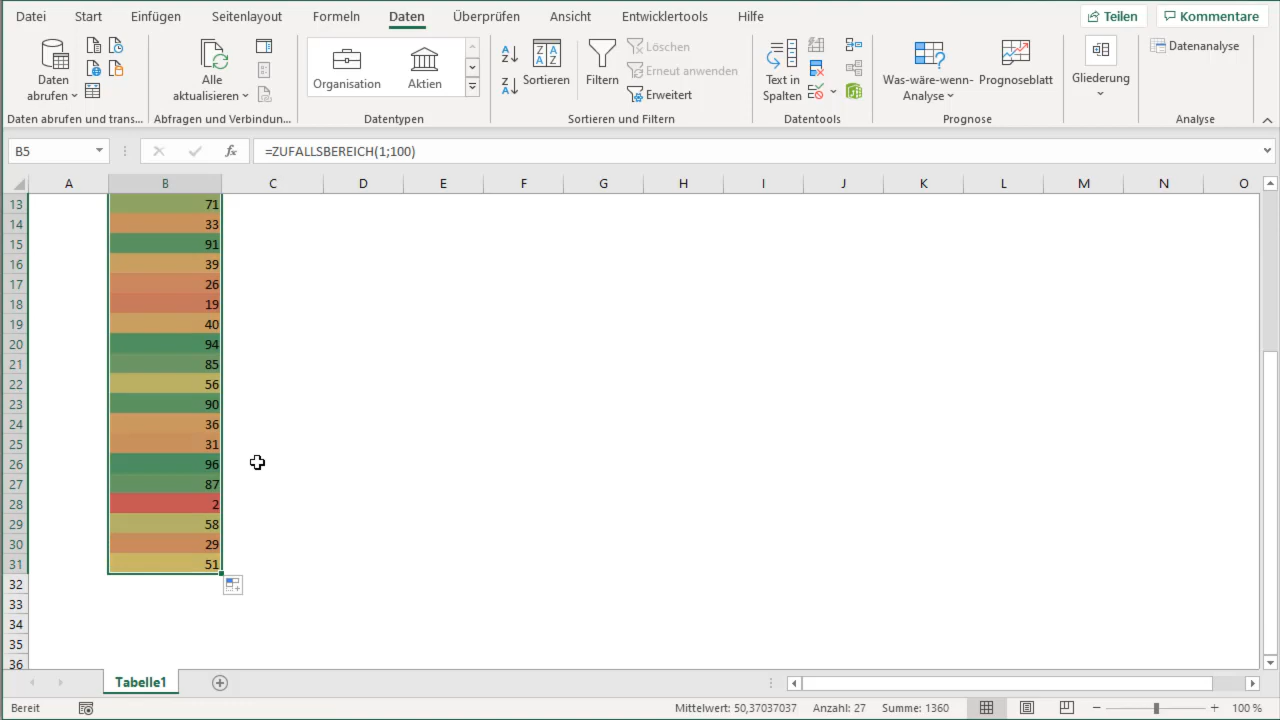 Datei Start Einfügen Seitenlayout Formeln Daten Überprüfen Ansicht Entwicklertools Hilfe Teilen Kommentare
Daten abrufen
Alle aktualisieren
Organisation Aktien
Sortieren
Filtern
Löschen
Erneut anwenden
Erweitert
Text in Spalten
Was-wäre-wenn-Analyse
Prognoseblatt
Gliederung
Datenanalyse
Daten abrufen und trans... Abfragen und Verbindun... Datentypen Sortieren und Filtern Datentools Prognose Analyse
B5 fx =ZUFALLSBEREICH(1;100)
A B C D E F G H I J K L M N O
13 71
14 33
15 91
16 39
17 26
18 19
19 40
20 94
21 85
22 56
23 90
24 36
25 31
26 96
27 87
28 2
29 58
30 29
31 51
32
33
34
35
36
Tabelle1
Bereit Mittelwert: 50,37037037 Anzahl: 27 Summe: 1360 100 %